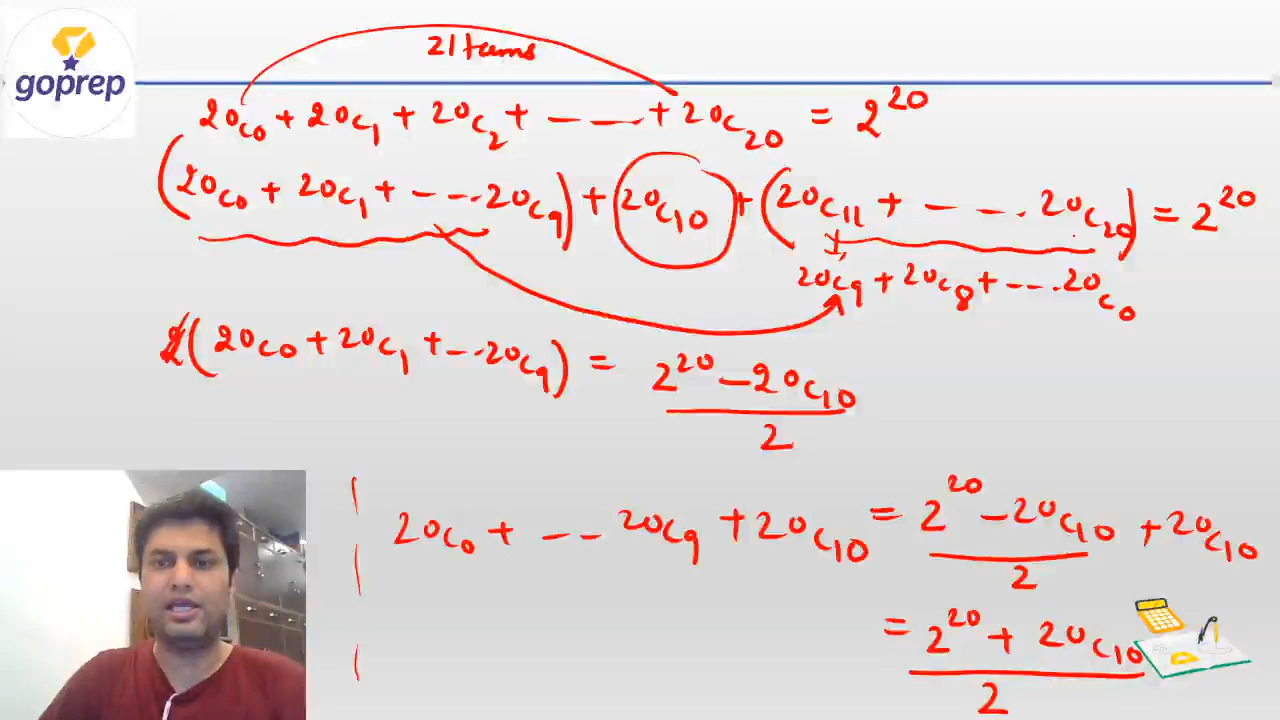 goprep
21 terms
20c0 + 20c1 + 20c2 + ----- + 20c20 = 2^20
(20c0 + 20c1 + -- --- 20c9) + 20c10 + (20c11 + - - -. 20c20) = 2^20
20c9 + 20c8 + --- 20c0
2(20c0 + 20c1 + --. 20c9) = (2^20 - 20c10)/2
20c0 + --- 20c9 + 20c10 = (2^20 - 20c10)/2 + 20c10
= (2^20 + 20c10)/2